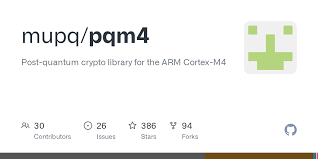 mupq/pqm4
Post-quantum crypto library for the ARM Cortex-M4
30 26 386 94
Contributors Issues Stars Forks